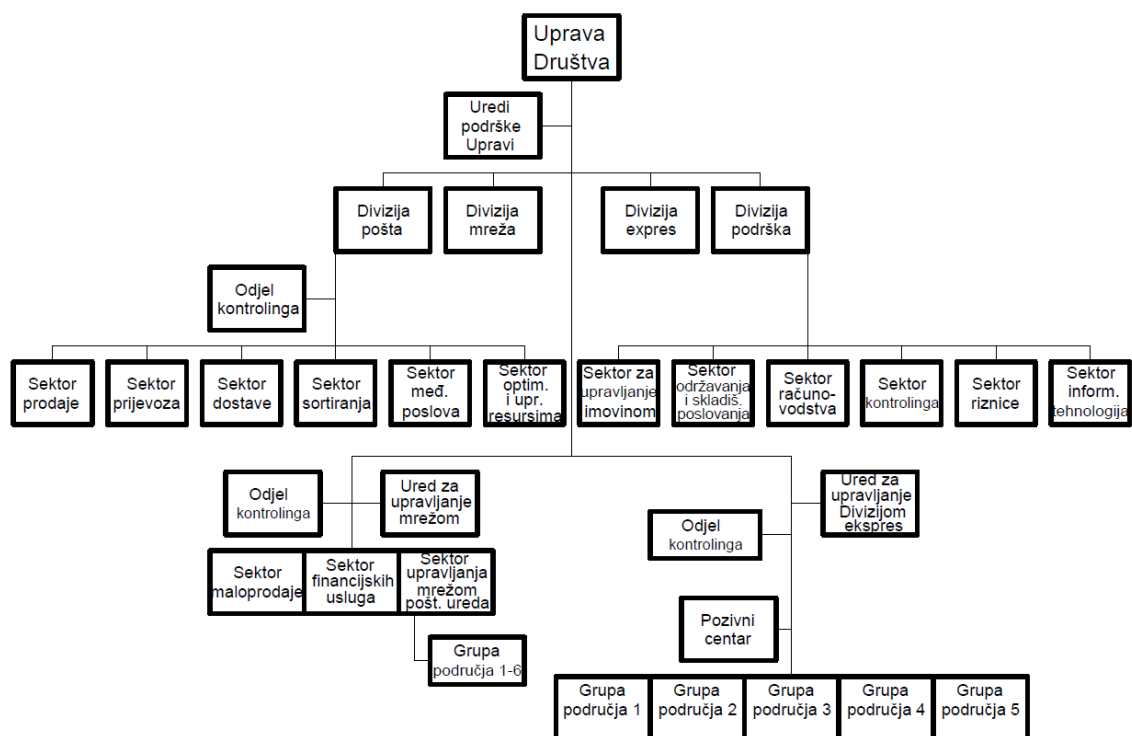 Uprava
Društva
Uredi
podrške
Upravi
Divizija
pošta
Divizija
mreža
Divizija
expres
Divizija
podrška
Odjel
kontrolinga
Sektor
prodaje
Sektor
prijevoza
Sektor
dostave
Sektor
sortiranja
Sektor
međ.
poslova
Sektor
optim.
i upr.
resursima
Sektor za
upravljanje
imovinom
Sektor
održavanja
i skladiš.
poslovanja
Sektor
računo-
vodstva
Sektor
kontrolinga
Sektor
riznice
Sektor
inform.
tehnologija
Odjel
kontrolinga
Ured za
upravljanje
mrežom
Odjel
kontrolinga
Ured za
upravljanje
Divizijom
ekspres
Sektor
maloprodaje
Sektor
financijskih
usluga
Sektor
upravljanja
mrežom
pošt. ureda
Grupa
područja 1-6
Pozivni
centar
Grupa
područja 1
Grupa
područja 2
Grupa
područja 3
Grupa
područja 4
Grupa
područja 5